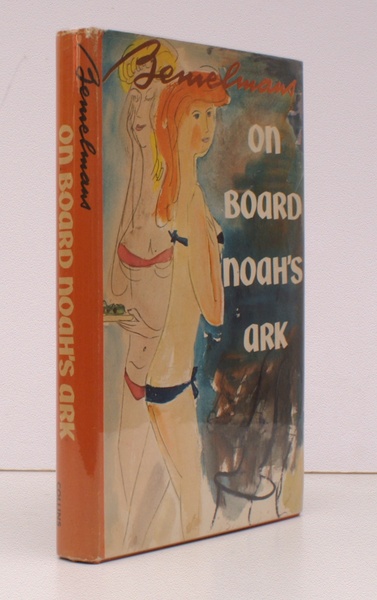 Bemelmans
on
BOARD
noah's
ARK
Bemelmans
on BOARD noah's ARK
COLLINS